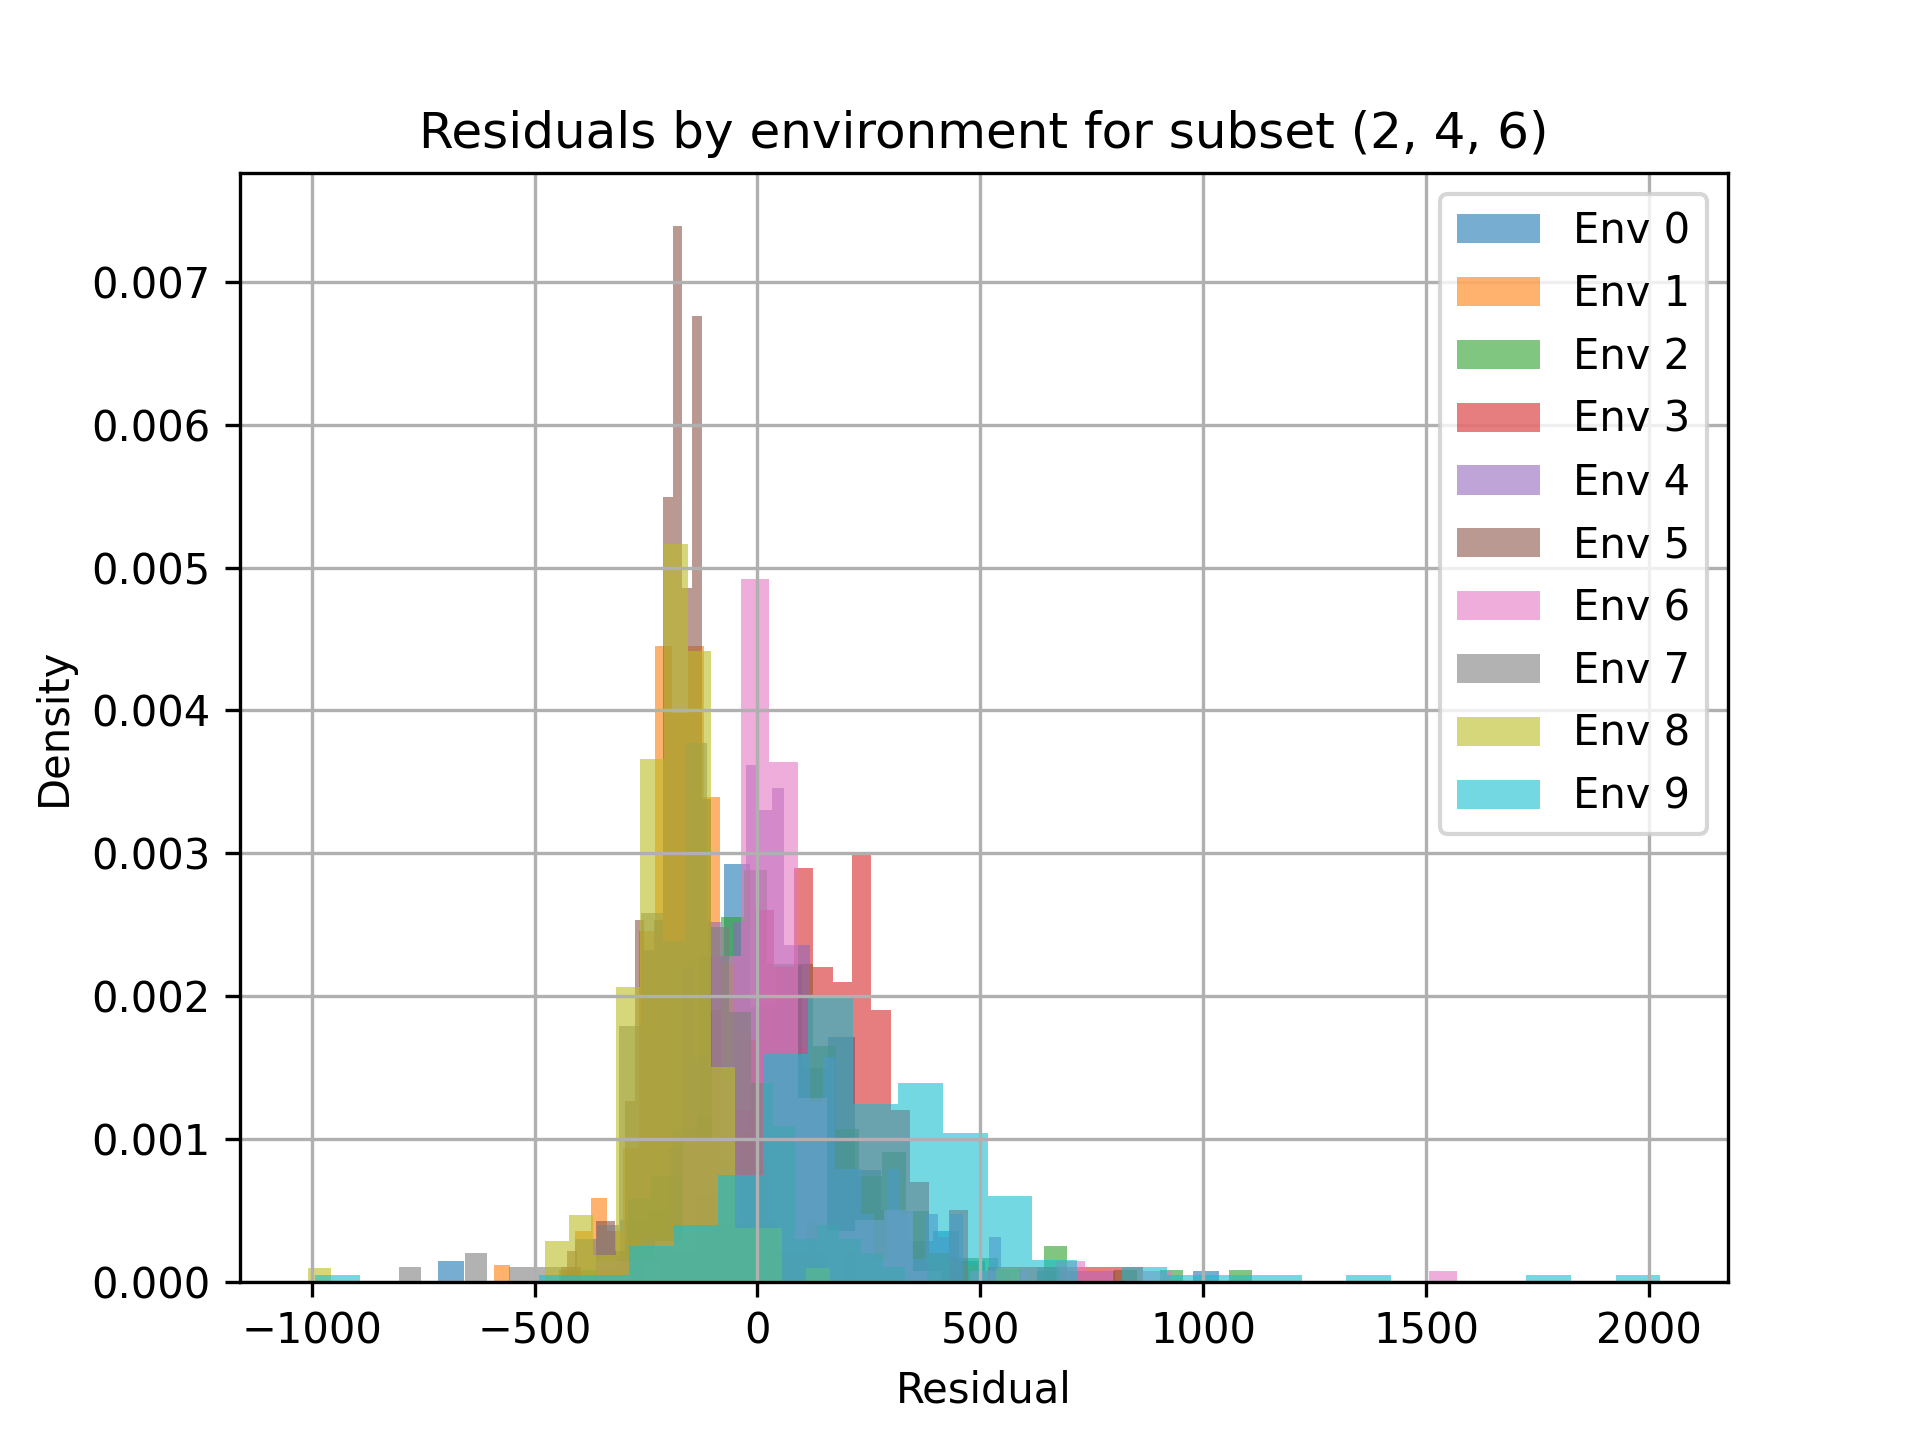 Residuals by environment for subset (2, 4, 6)
Env 0
Env 1
Env 2
Env 3
Env 4
Env 5
Env 6
Env 7
Env 8
Env 9
Density
0.007
0.006
0.005
0.004
0.003
0.002
0.001
0.000
−1000 −500 0 500 1000 1500 2000
Residual